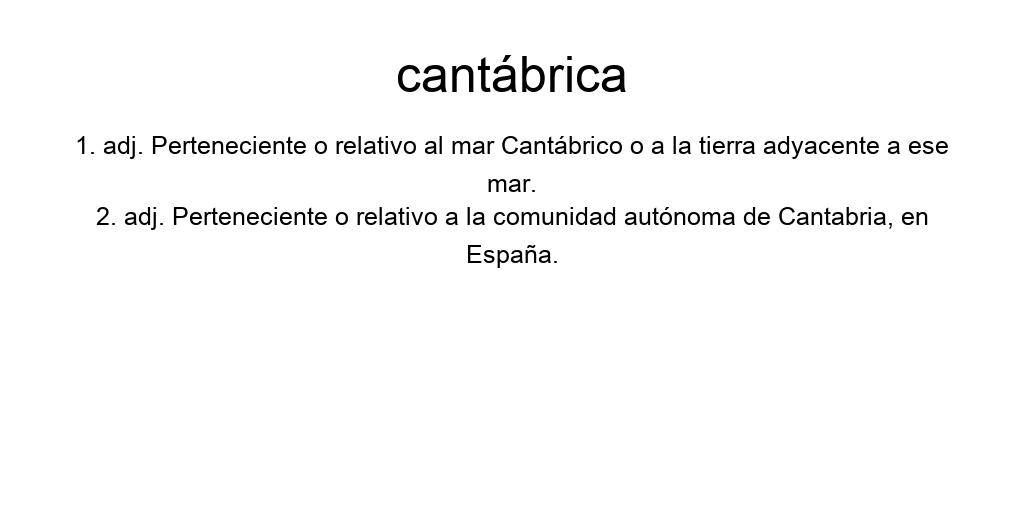 cantábrica
1. adj. Perteneciente o relativo al mar Cantábrico o a la tierra adyacente a ese
mar.
2. adj. Perteneciente o relativo a la comunidad autónoma de Cantabria, en
España.